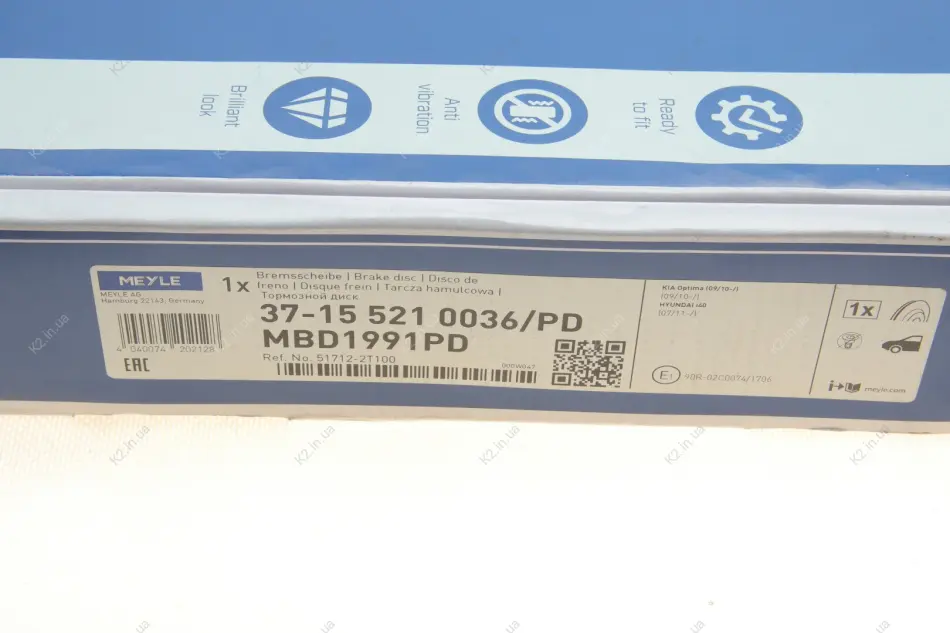 Brilliant
look
Anti
vibration
Ready
to fit
MEYLE
MEYLE AG
Hamburg 22143, Germany
4 040074 202128
EAC
1x
Bremsscheibe | Brake disc | Disco de
freno | Disque frein | Tarcza hamulcowa |
Тормозной диск
37-15 521 0036/PD
MBD1991PD
Ref. No. 51712-2T100
KIA Optima (09/10-/)
(09/10-/)
HYUNDAI i40
(07/11-/)
E1 90R-02C0074/1706
1x
meyle.com
K2.in.ua